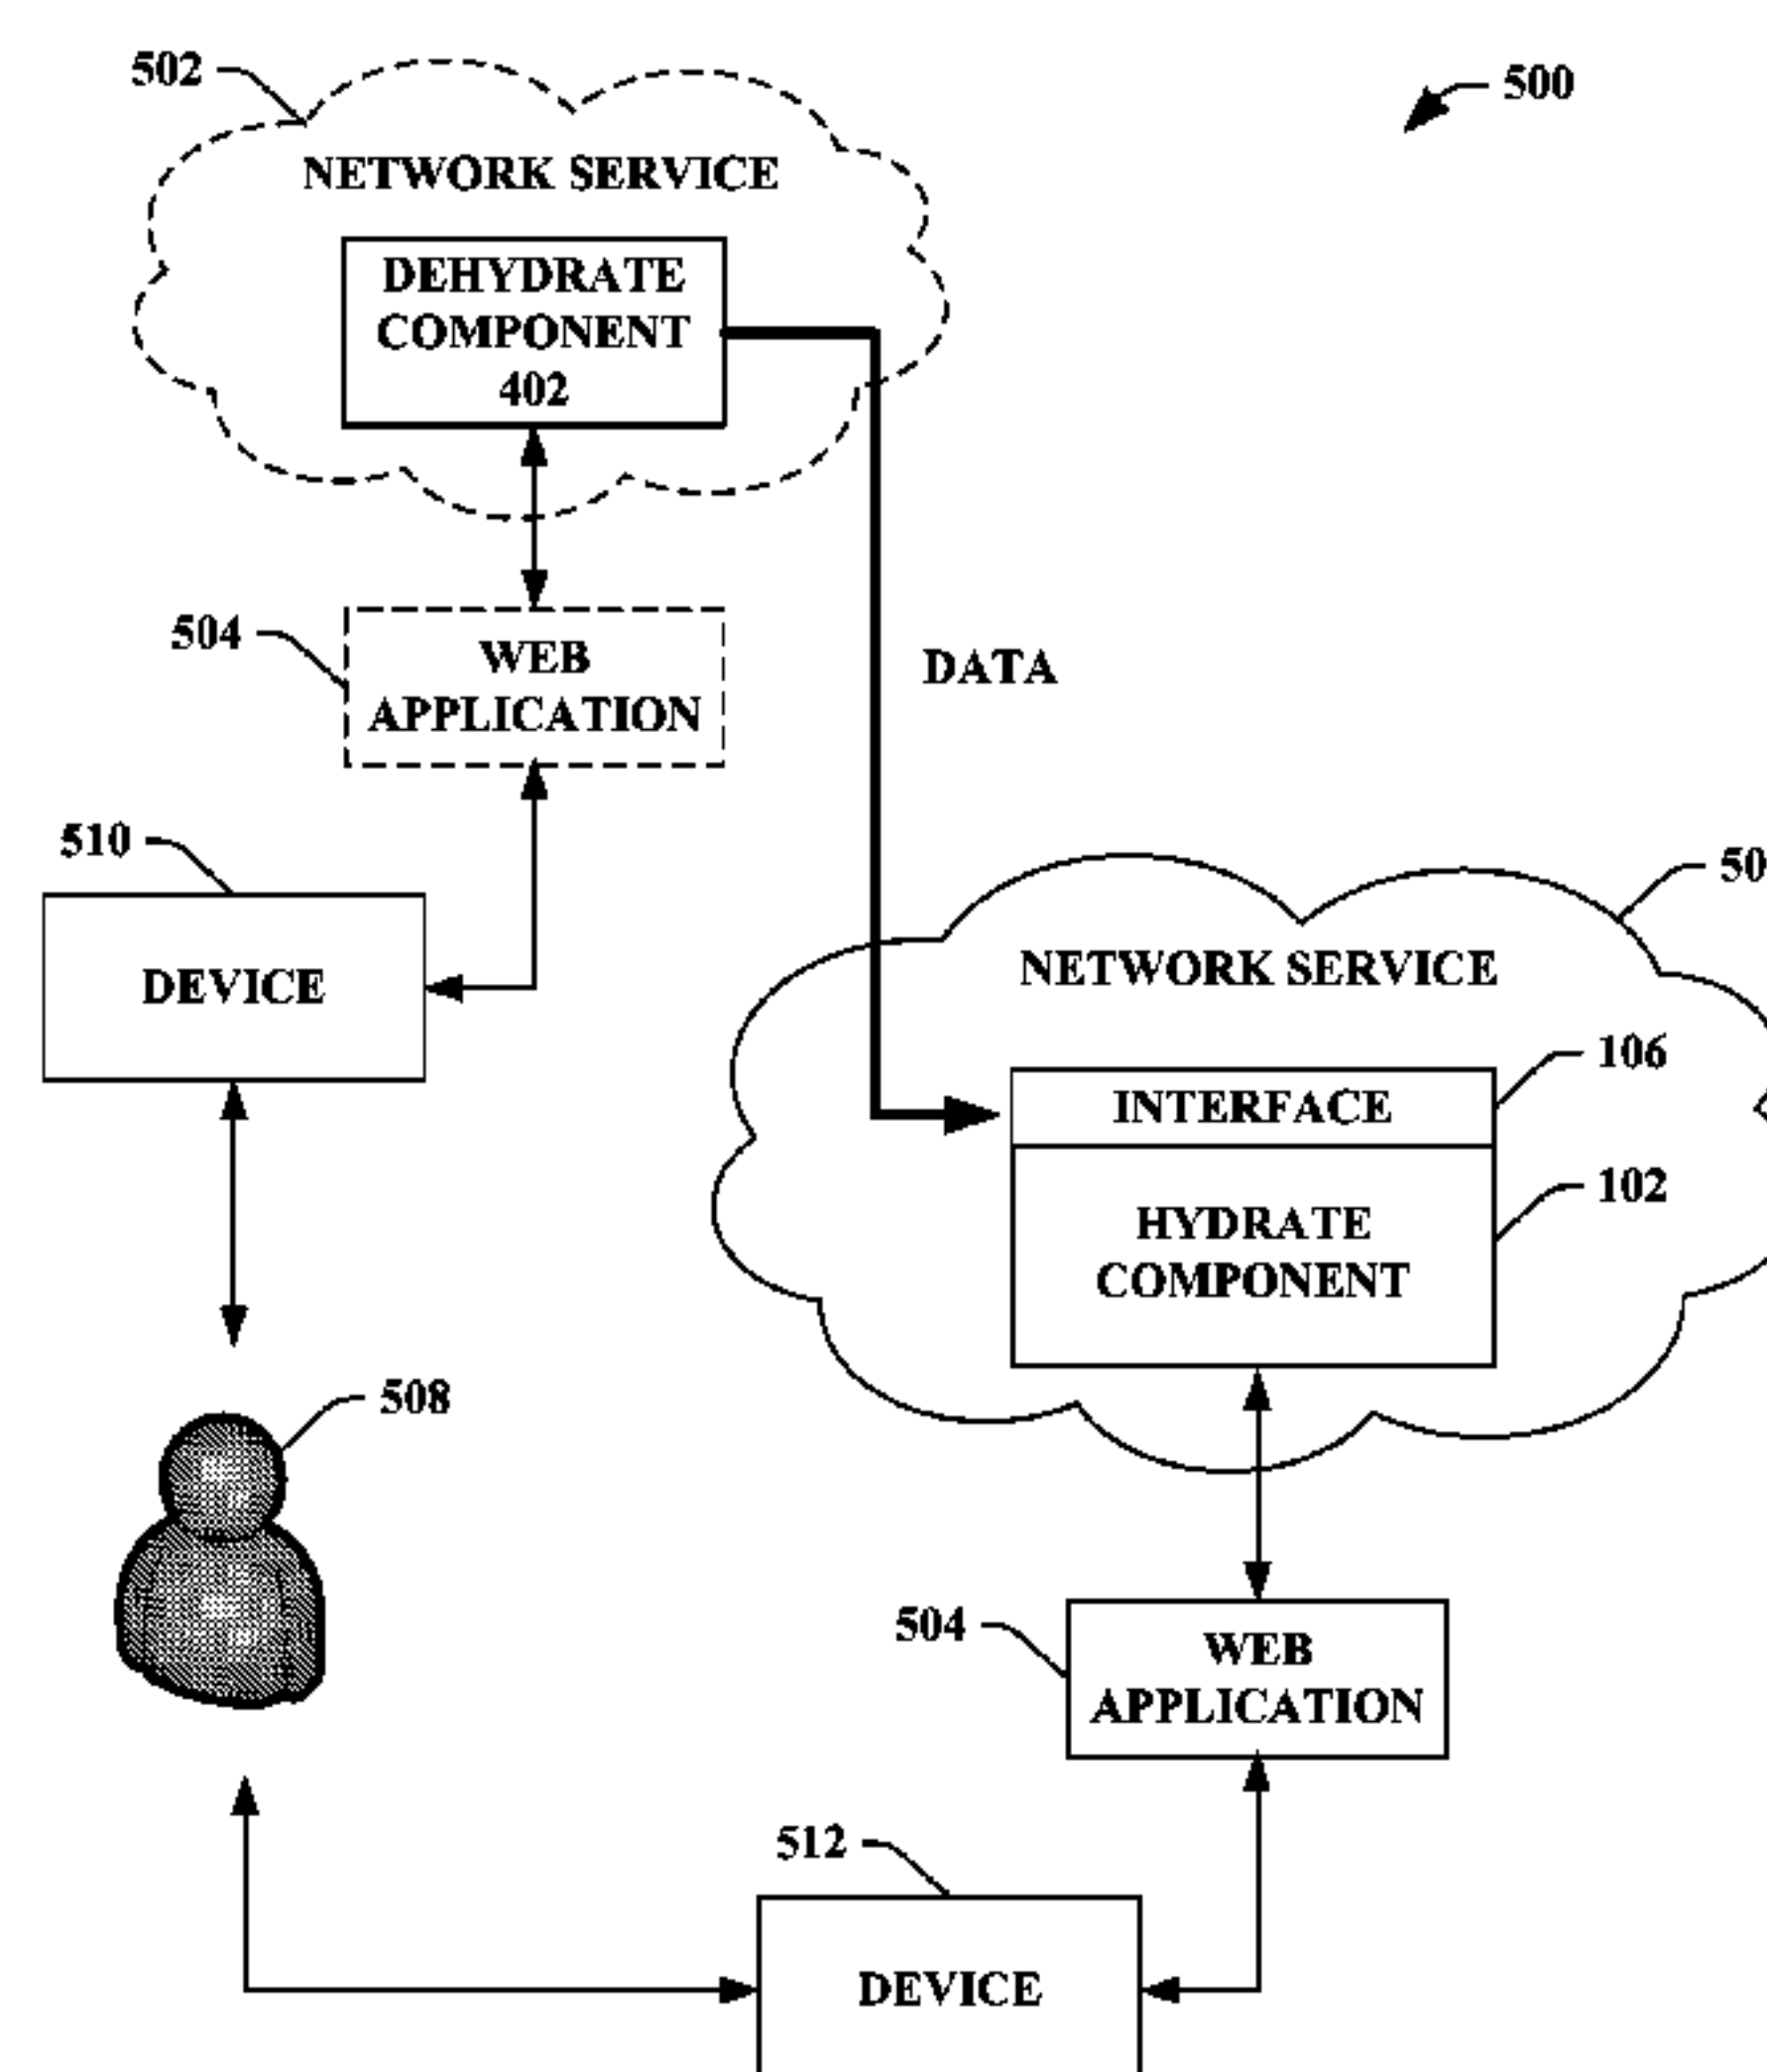 502
500
NETWORK SERVICE
DEHYDRATE
COMPONENT
402
504
WEB
APPLICATION
DATA
510
DEVICE
50
NETWORK SERVICE
106
INTERFACE
102
HYDRATE
COMPONENT
508
504
WEB
APPLICATION
512
DEVICE